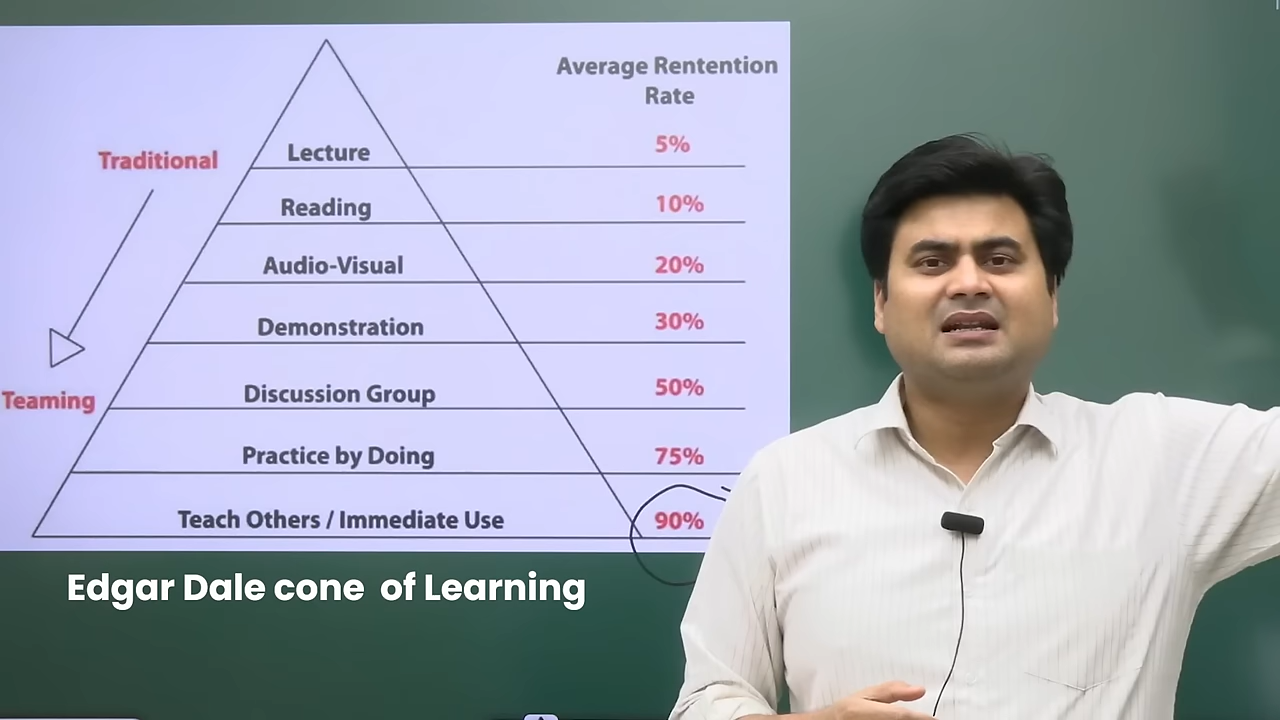 Average Rentention
Rate
Traditional
Lecture
5%
Reading
10%
Audio-Visual
20%
Demonstration
30%
Teaming
Discussion Group
50%
Practice by Doing
75%
Teach Others / Immediate Use
90%
Edgar Dale cone of Learning